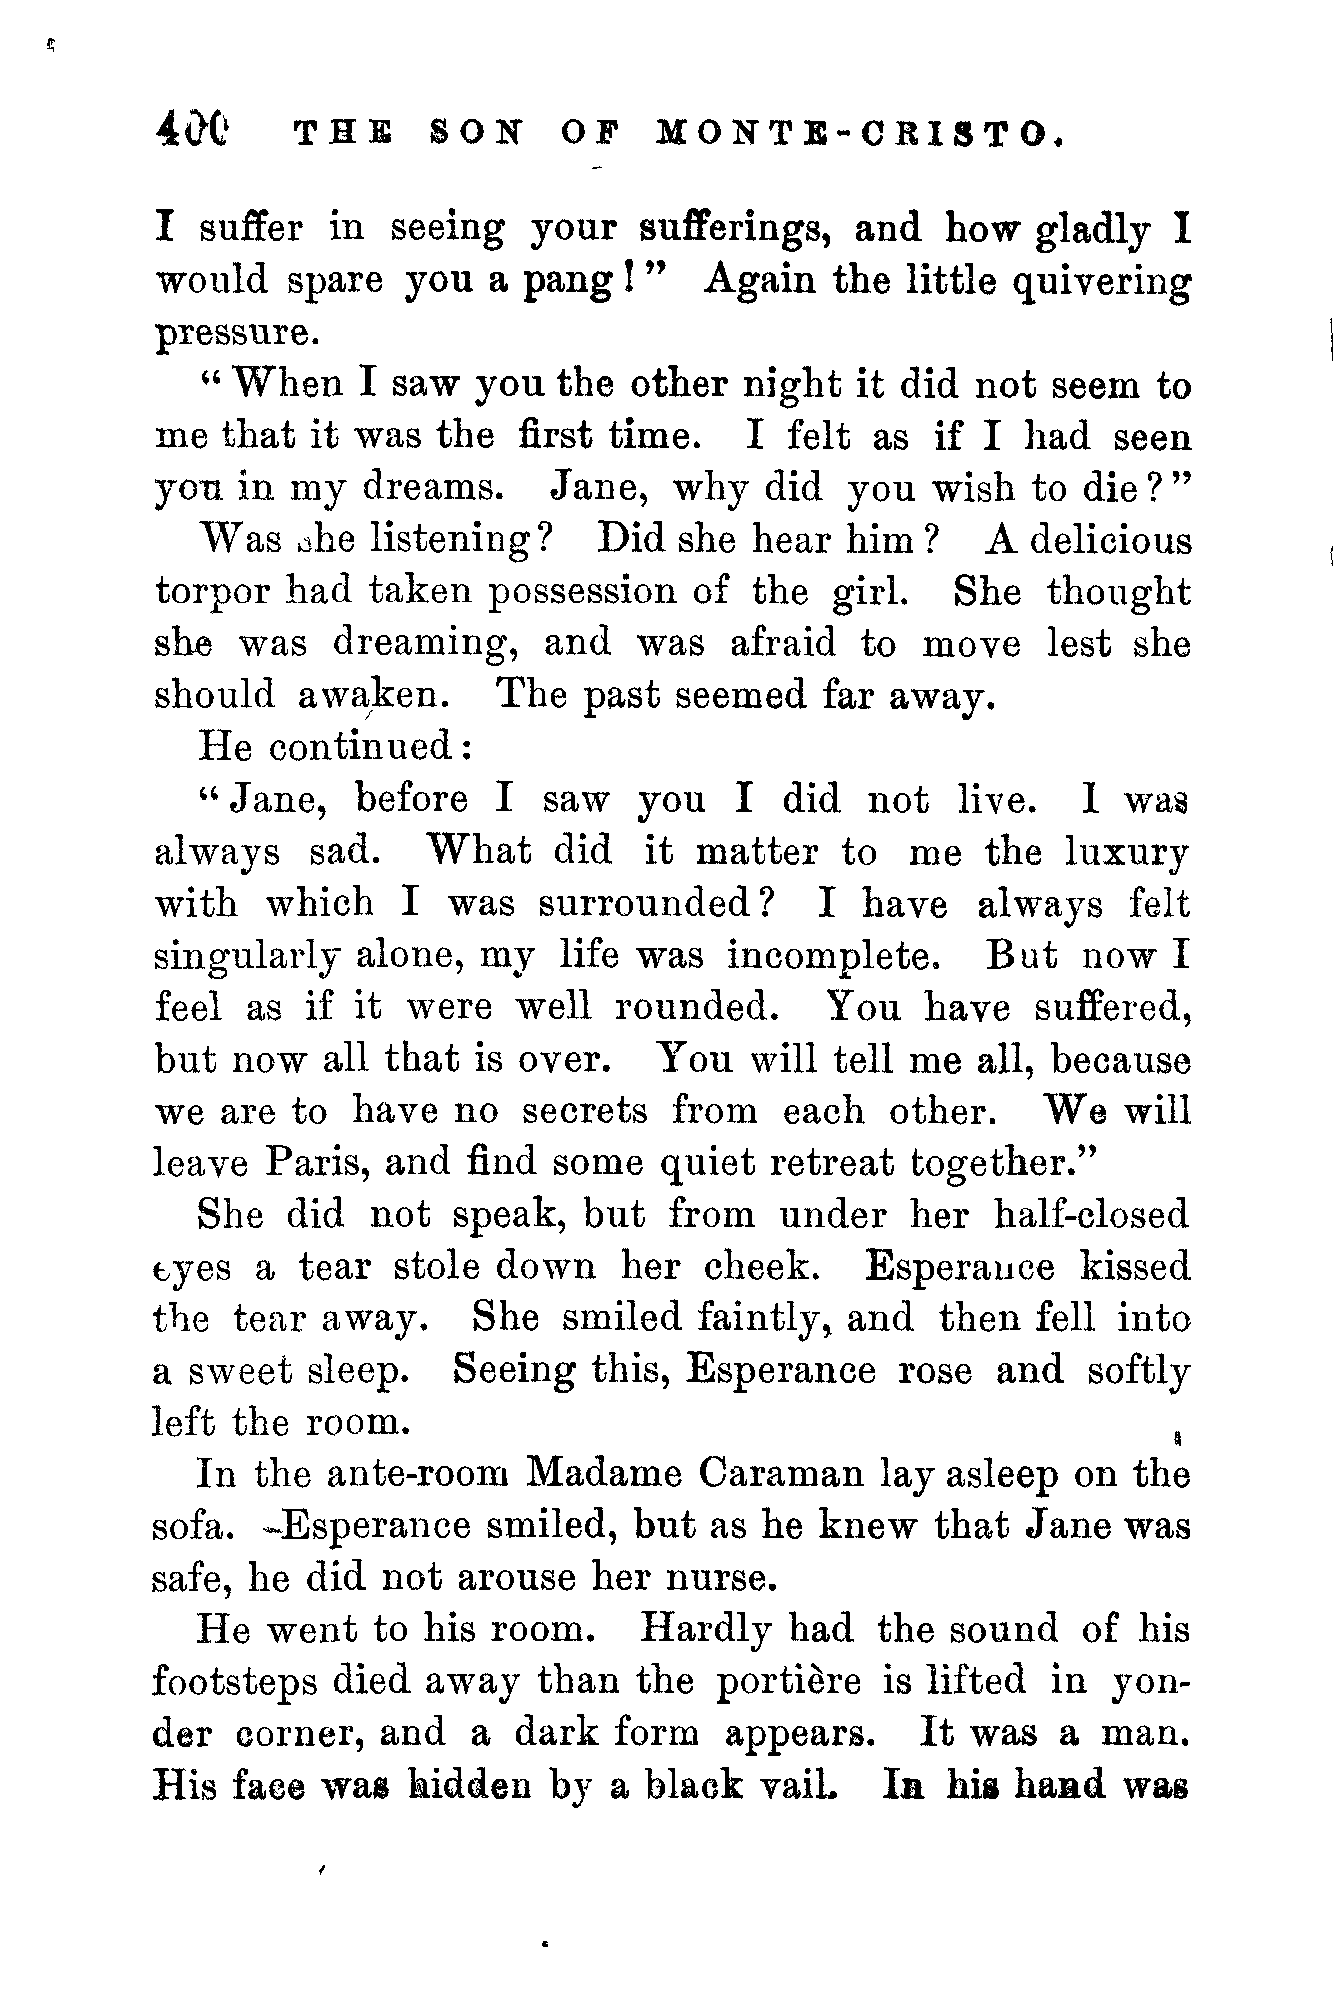 400 THE SON OF MONTE-CRISTO.
I suffer in seeing your sufferings, and how gladly I
would spare you a pang!" Again the little quivering
pressure.
"When I saw you the other night it did not seem to
me that it was the first time. I felt as if I had seen
you in my dreams. Jane, why did you wish to die?"
Was she listening? Did she hear him? A delicious
torpor had taken possession of the girl. She thought
she was dreaming, and was afraid to move lest she
should awaken. The past seemed far away.
He continued:
"Jane, before I saw you I did not live. I was
always sad. What did it matter to me the luxury
with which I was surrounded? I have always felt
singularly alone, my life was incomplete. But now I
feel as if it were well rounded. You have suffered,
but now all that is over. You will tell me all, because
we are to have no secrets from each other. We will
leave Paris, and find some quiet retreat together."
She did not speak, but from under her half-closed
eyes a tear stole down her cheek. Esperance kissed
the tear away. She smiled faintly, and then fell into
a sweet sleep. Seeing this, Esperance rose and softly
left the room.
In the ante-room Madame Caraman lay asleep on the
sofa. Esperance smiled, but as he knew that Jane was
safe, he did not arouse her nurse.
He went to his room. Hardly had the sound of his
footsteps died away than the portière is lifted in yon-
der corner, and a dark form appears. It was a man.
His face was hidden by a black vail. In his hand was